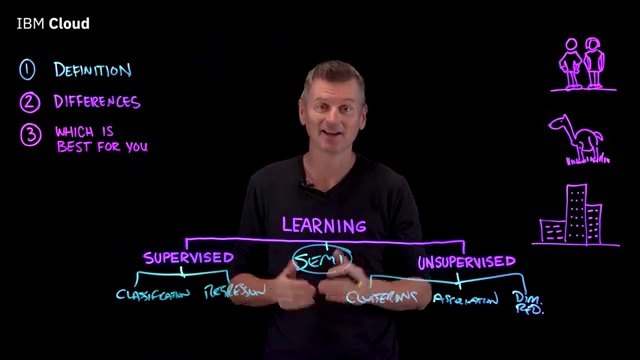 IBM Cloud
1 DEFINITION
2 DIFFERENCES
3 WHICH IS
BEST FOR YOU
LEARNING
SUPERVISED
SEMI
UNSUPERVISED
CLASSIFICATION
REGRESSION
CLUSTERING
ASSOCIATION
DIM.
RED.